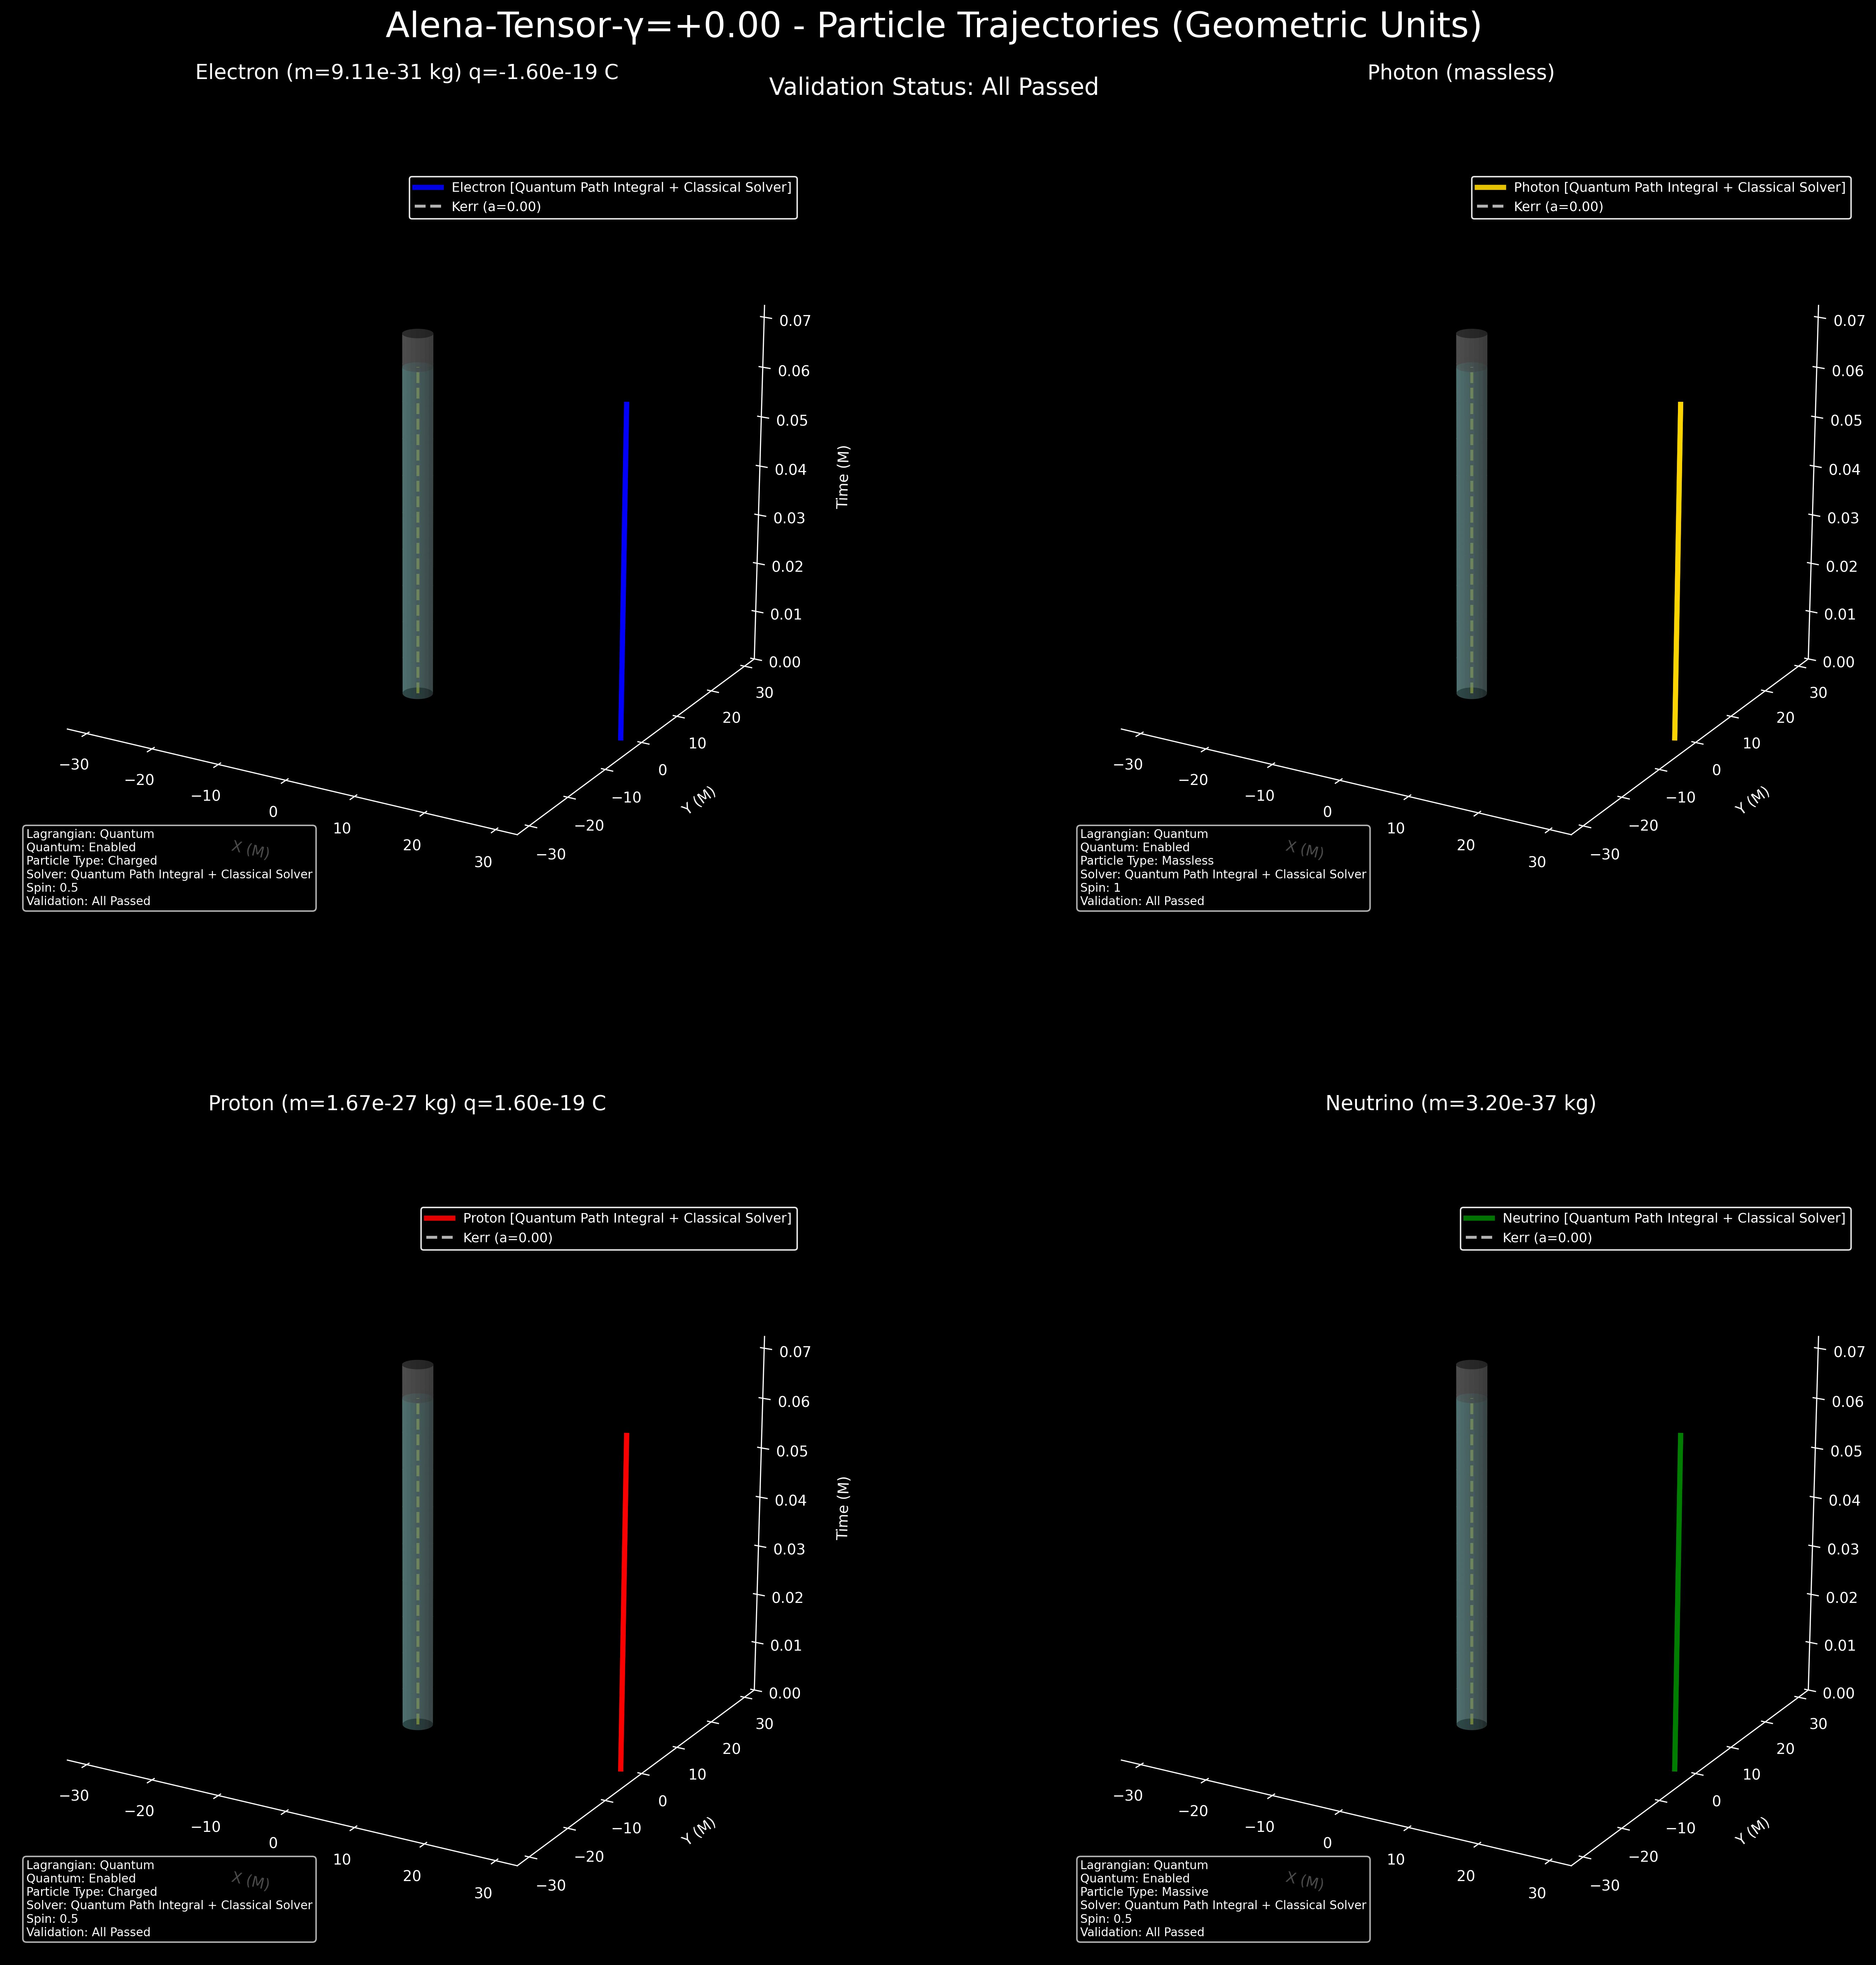 Alena-Tensor-γ=+0.00 - Particle Trajectories (Geometric Units)
Validation Status: All Passed
Electron (m=9.11e-31 kg) q=-1.60e-19 C
Electron [Quantum Path Integral + Classical Solver]
Kerr (a=0.00)
0.07
0.06
0.05
0.04
0.03
0.02
0.01
0.00
Time (M)
30
20
10
0
−10
−20
−30
Y (M)
−30
−20
−10
0
10
20
30
X (M)
Lagrangian: Quantum
Quantum: Enabled
Particle Type: Charged
Solver: Quantum Path Integral + Classical Solver
Spin: 0.5
Validation: All Passed
Photon (massless)
Photon [Quantum Path Integral + Classical Solver]
Kerr (a=0.00)
0.07
0.06
0.05
0.04
0.03
0.02
0.01
0.00
30
20
10
0
−10
−20
−30
Y (M)
−30
−20
−10
0
10
20
30
X (M)
Lagrangian: Quantum
Quantum: Enabled
Particle Type: Massless
Solver: Quantum Path Integral + Classical Solver
Spin: 1
Validation: All Passed
Proton (m=1.67e-27 kg) q=1.60e-19 C
Proton [Quantum Path Integral + Classical Solver]
Kerr (a=0.00)
0.07
0.06
0.05
0.04
0.03
0.02
0.01
0.00
Time (M)
30
20
10
0
−10
−20
−30
Y (M)
−30
−20
−10
0
10
20
30
X (M)
Lagrangian: Quantum
Quantum: Enabled
Particle Type: Charged
Solver: Quantum Path Integral + Classical Solver
Spin: 0.5
Validation: All Passed
Neutrino (m=3.20e-37 kg)
Neutrino [Quantum Path Integral + Classical Solver]
Kerr (a=0.00)
0.07
0.06
0.05
0.04
0.03
0.02
0.01
0.00
30
20
10
0
−10
−20
−30
Y (M)
−30
−20
−10
0
10
20
30
X (M)
Lagrangian: Quantum
Quantum: Enabled
Particle Type: Massive
Solver: Quantum Path Integral + Classical Solver
Spin: 0.5
Validation: All Passed